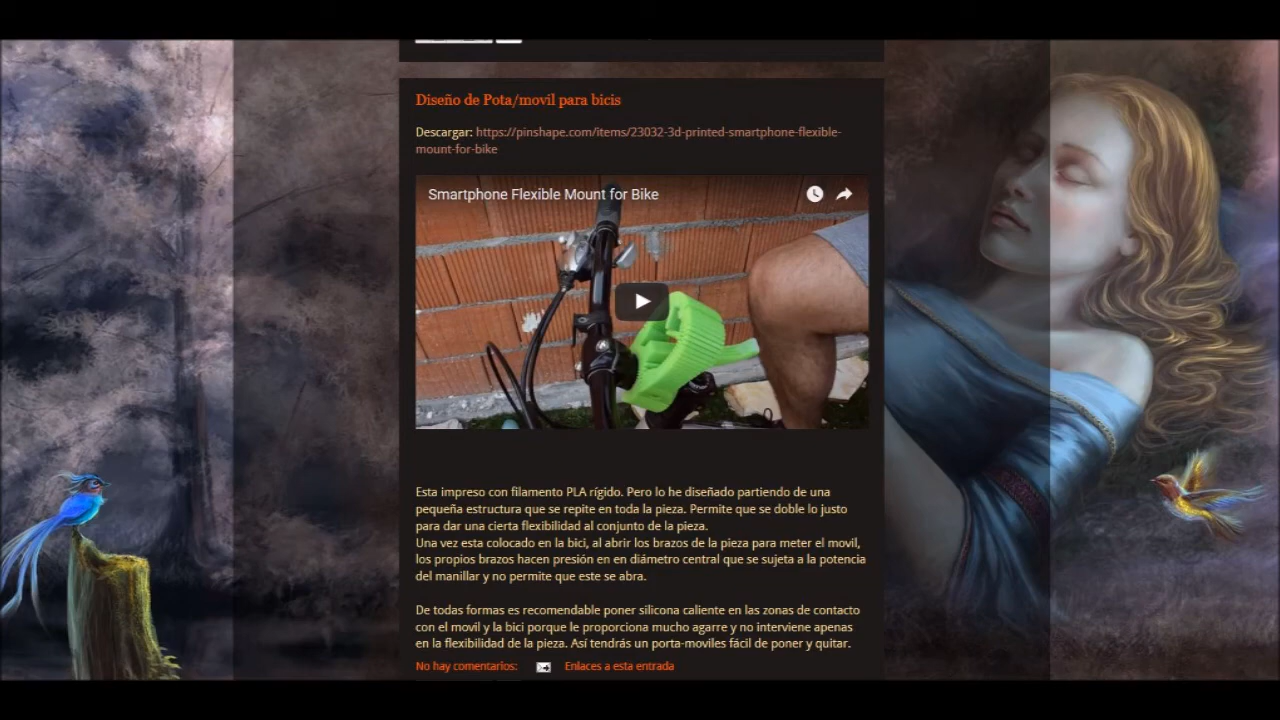 Diseño de Pota/movil para bicis
Descargar: https://pinshape.com/items/23032-3d-printed-smartphone-flexible-
mount-for-bike
Smartphone Flexible Mount for Bike
Esta impreso con filamento PLA rígido. Pero lo he diseñado partiendo de una
pequeña estructura que se repite en toda la pieza. Permite que se doble lo justo
para dar una cierta flexibilidad al conjunto de la pieza.
Una vez esta colocado en la bici, al abrir los brazos de la pieza para meter el movil,
los propios brazos hacen presión en en diámetro central que se sujeta a la potencia
del manillar y no permite que este se abra.
De todas formas es recomendable poner silicona caliente en las zonas de contacto
con el movil y la bici porque le proporciona mucho agarre y no interviene apenas
en la flexibilidad de la pieza. Así tendrás un porta-moviles fácil de poner y quitar.
No hay comentarios: Enlaces a esta entrada